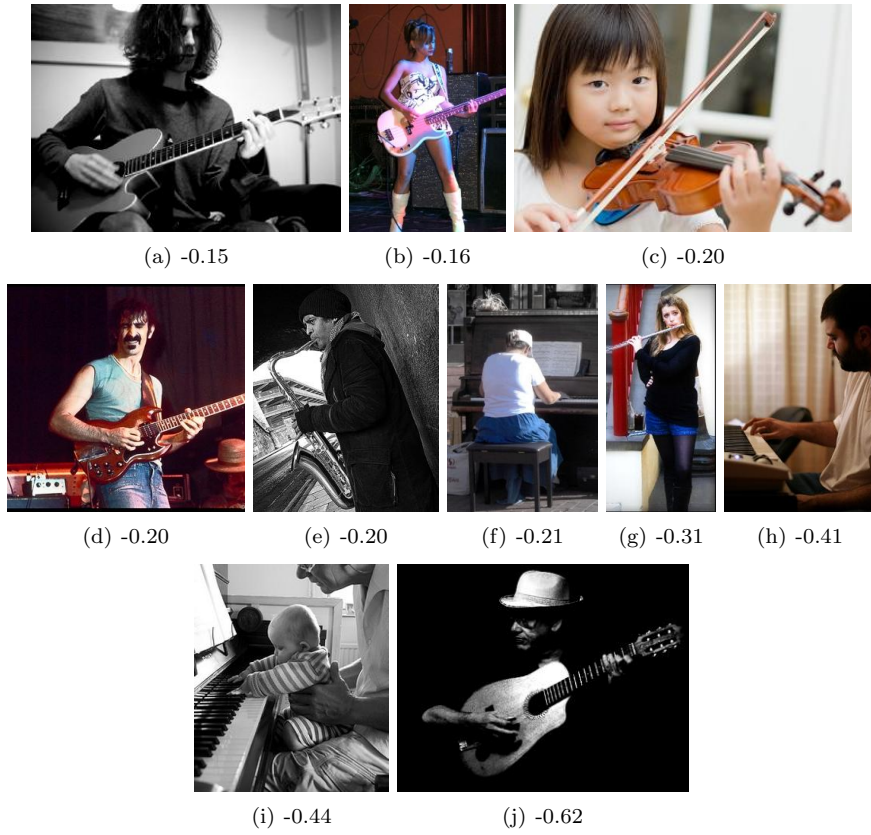 (a) -0.15
(b) -0.16
(c) -0.20
(d) -0.20
(e) -0.20
(f) -0.21
(g) -0.31
(h) -0.41
(i) -0.44
(j) -0.62